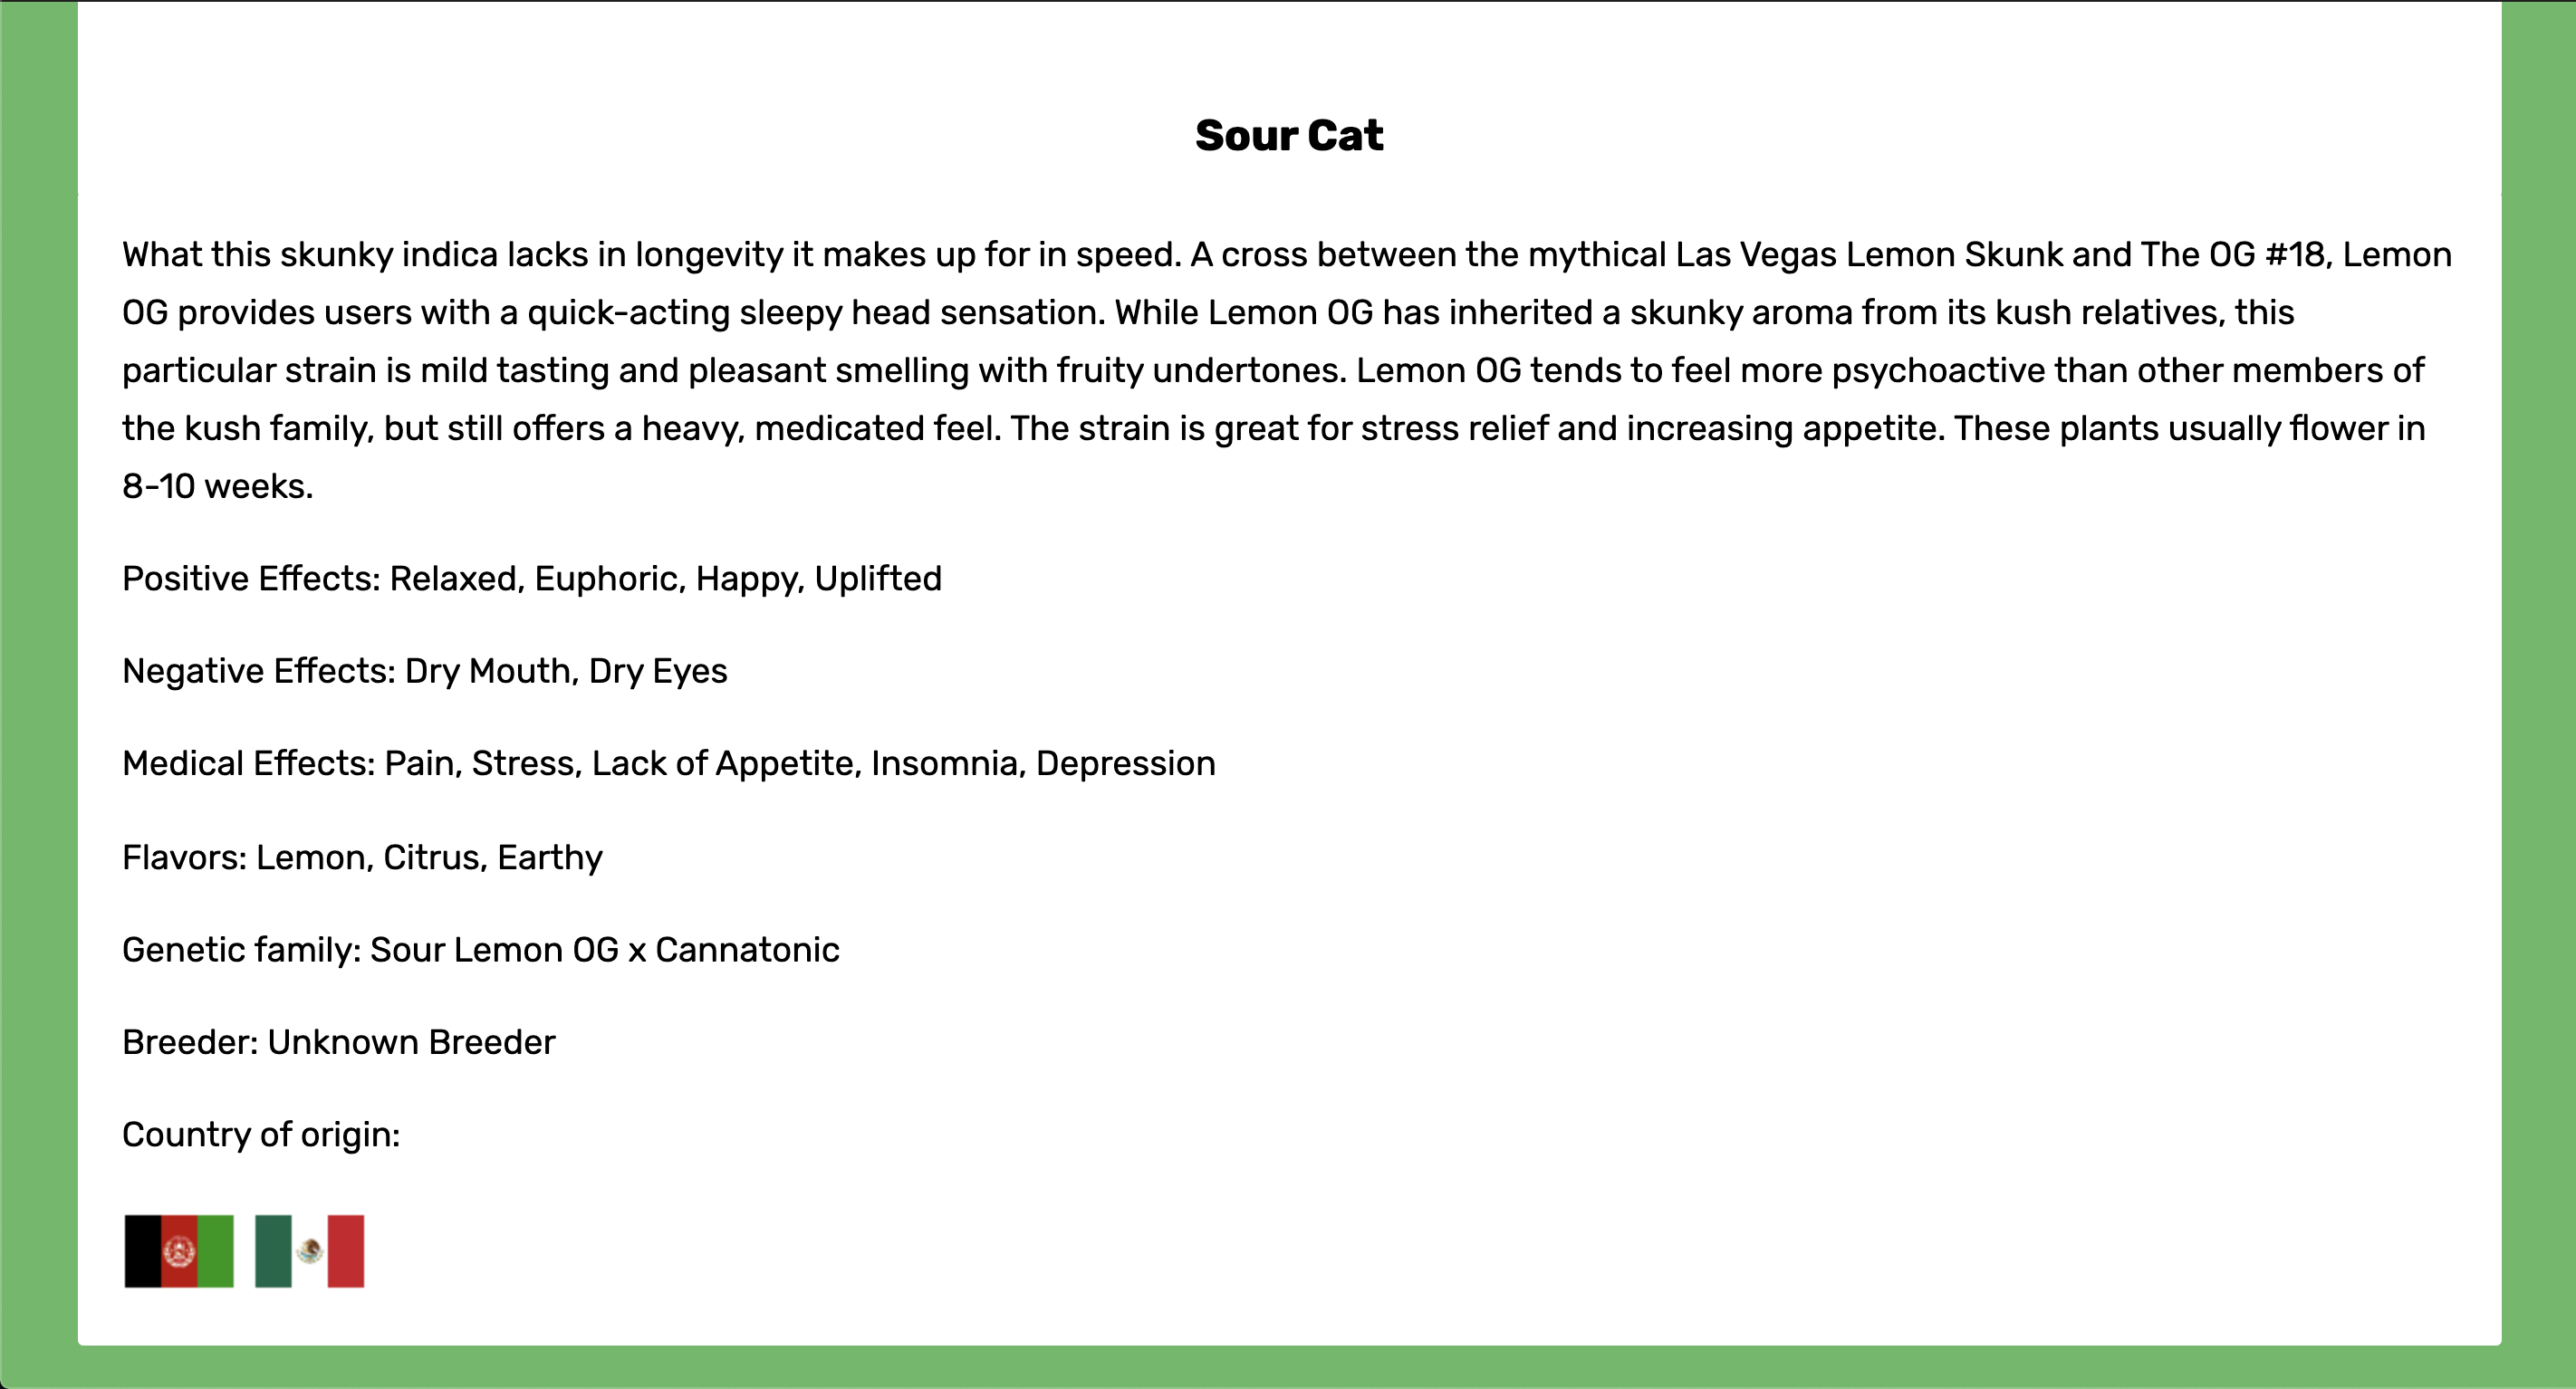 Sour Cat
What this skunky indica lacks in longevity it makes up for in speed. A cross between the mythical Las Vegas Lemon Skunk and The OG #18, Lemon
OG provides users with a quick-acting sleepy head sensation. While Lemon OG has inherited a skunky aroma from its kush relatives, this
particular strain is mild tasting and pleasant smelling with fruity undertones. Lemon OG tends to feel more psychoactive than other members of
the kush family, but still offers a heavy, medicated feel. The strain is great for stress relief and increasing appetite. These plants usually flower in
8-10 weeks.
Positive Effects: Relaxed, Euphoric, Happy, Uplifted
Negative Effects: Dry Mouth, Dry Eyes
Medical Effects: Pain, Stress, Lack of Appetite, Insomnia, Depression
Flavors: Lemon, Citrus, Earthy
Genetic family: Sour Lemon OG x Cannatonic
Breeder: Unknown Breeder
Country of origin: